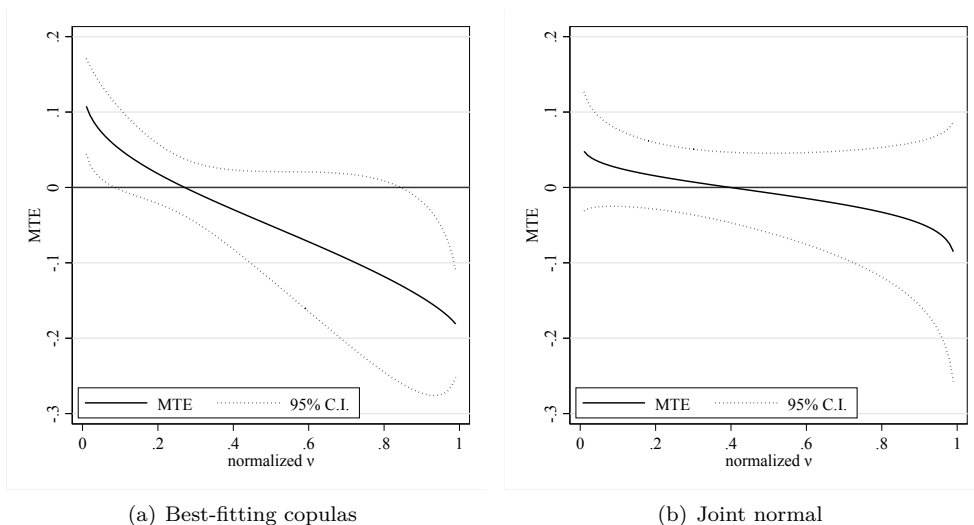 .2
.1
0
-.1
-.2
-.3
MTE
MTE 95% C.I.
0 .2 .4 .6 .8 1
normalized ν
(a) Best-fitting copulas
.2
.1
0
-.1
-.2
-.3
MTE
MTE 95% C.I.
0 .2 .4 .6 .8 1
normalized ν
(b) Joint normal